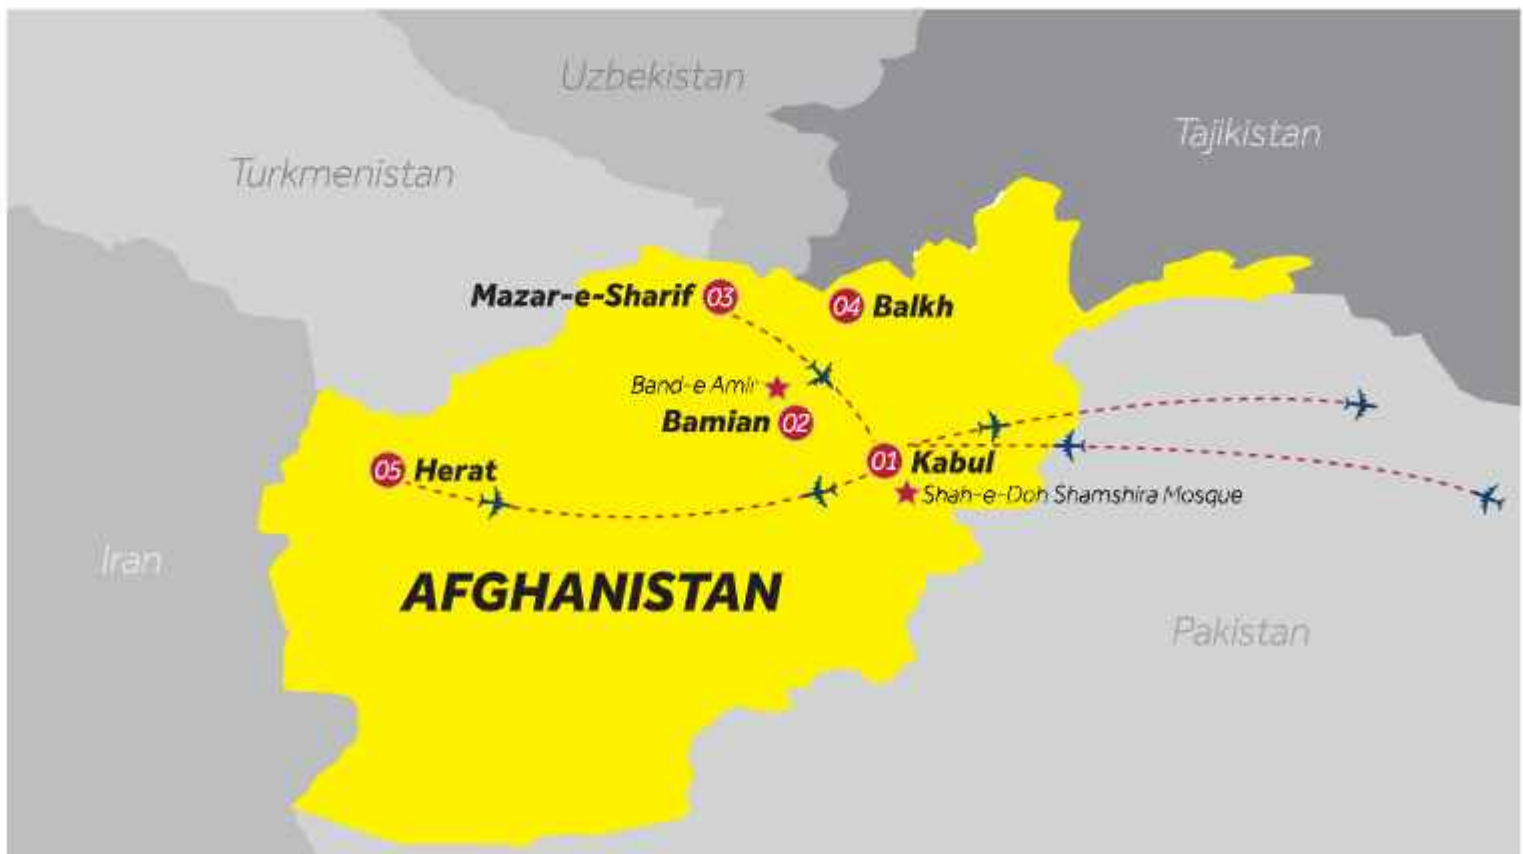 Uzbekistan
Tajikistan
Turkmenistan
Mazar-e-Sharif 03
04 Balkh
Band-e Amir
Bamian 02
01 Kabul
05 Herat
Shah-e-Doh Shamshira Mosque
Iran
AFGHANISTAN
Pakistan